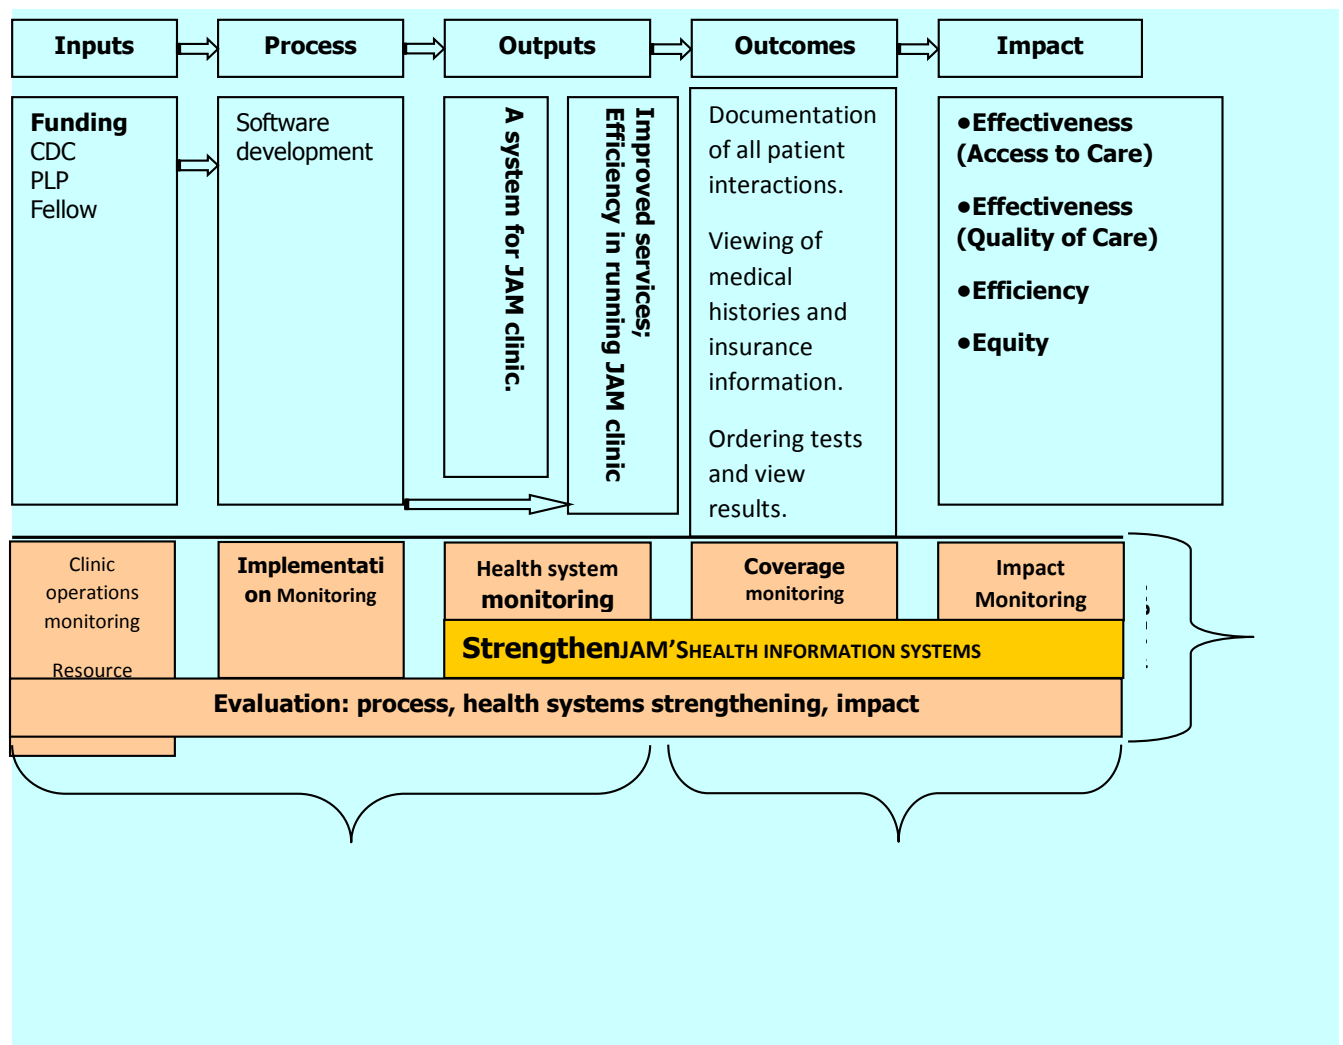 Inputs
Process
Outputs
Outcomes
Impact
Funding
CDC
PLP
Fellow
Software
development
A system for JAM clinic.
Improved services;
Efficiency in running JAM clinic
Documentation
of all patient
interactions.
Viewing of
medical
histories and
insurance
information.
Ordering tests
and view
results.
●Effectiveness
(Access to Care)
●Effectiveness
(Quality of Care)
●Efficiency
●Equity
Clinic
operations
monitoring
Resource
Implementati
on Monitoring
Health system
monitoring
Coverage
monitoring
Impact
Monitoring
StrengthenJAM'SHEALTH INFORMATION SYSTEMS
Evaluation: process, health systems strengthening, impact